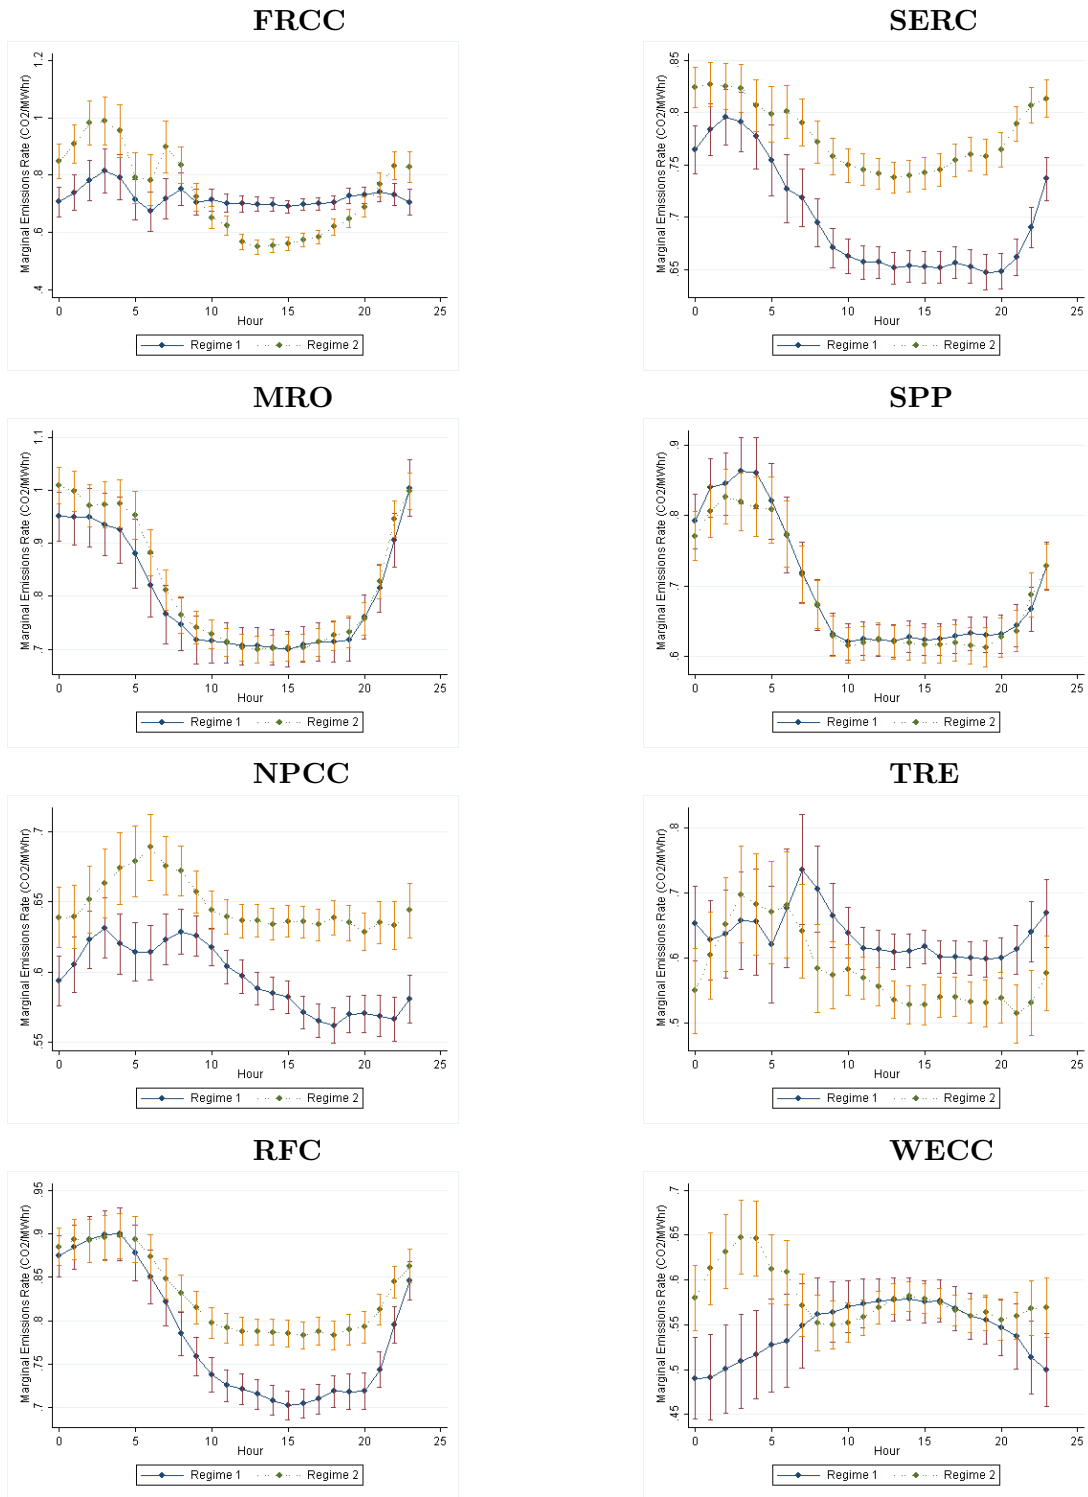 FRCC
SERC
Marginal Emissions Rate (CO2/MWhr)
1.2
1
.8
.6
.4
0 5 10 15 20 25
Hour
Regime 1 Regime 2
Marginal Emissions Rate (CO2/MWhr)
.85
.8
.75
.7
.65
0 5 10 15 20 25
Hour
Regime 1 Regime 2
MRO
SPP
Marginal Emissions Rate (CO2/MWhr)
1.1
1
.9
.8
.7
0 5 10 15 20 25
Hour
Regime 1 Regime 2
Marginal Emissions Rate (CO2/MWhr)
.9
.8
.7
.6
0 5 10 15 20 25
Hour
Regime 1 Regime 2
NPCC
TRE
Marginal Emissions Rate (CO2/MWhr)
.7
.65
.6
.55
0 5 10 15 20 25
Hour
Regime 1 Regime 2
Marginal Emissions Rate (CO2/MWhr)
.8
.7
.6
.5
0 5 10 15 20 25
Hour
Regime 1 Regime 2
RFC
WECC
Marginal Emissions Rate (CO2/MWhr)
.95
.9
.85
.8
.75
.7
0 5 10 15 20 25
Hour
Regime 1 Regime 2
Marginal Emissions Rate (CO2/MWhr)
.7
.65
.6
.55
.5
.45
0 5 10 15 20 25
Hour
Regime 1 Regime 2